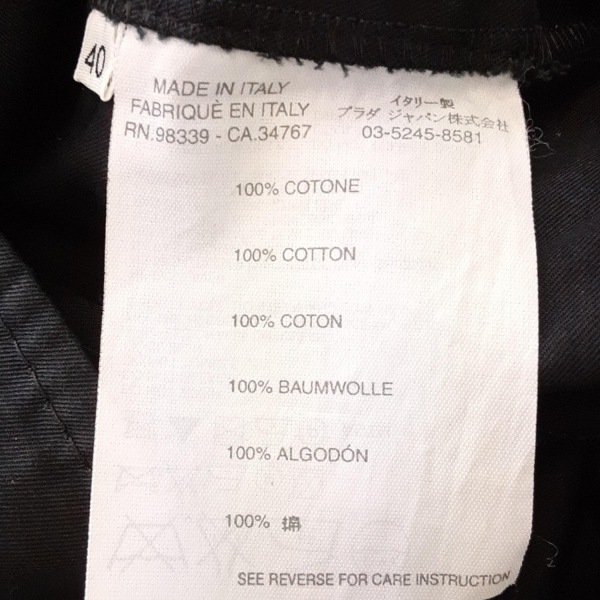 40
MADE IN ITALY
FABRIQUÈ EN ITALY
RN.98339 - CA.34767
イタリー製
プラダ ジャパン株式会社
03-5245-8581
100% COTONE
100% COTTON
100% COTON
100% BAUMWOLLE
100% ALGODÓN
100% 綿
SEE REVERSE FOR CARE INSTRUCTION